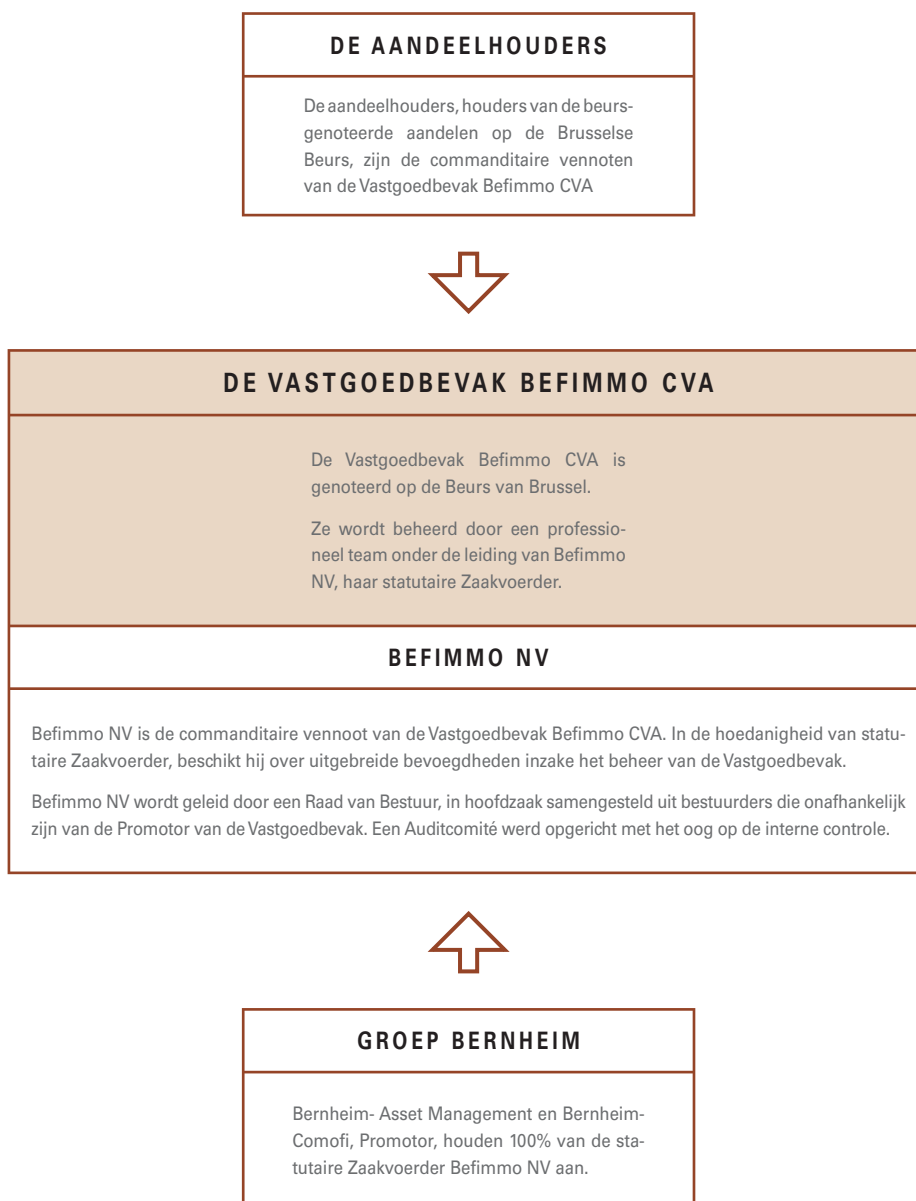 DE AANDEELHOUDERS
De aandeelhouders, houders van de beurs-
genoteerde aandelen op de Brusselse
Beurs, zijn de commanditaire vennoten
van de Vastgoedbevak Befimmo CVA
DE VASTGOEDBEVAK BEFIMMO CVA
De Vastgoedbevak Befimmo CVA is
genoteerd op de Beurs van Brussel.
Ze wordt beheerd door een professio-
neel team onder de leiding van Befimmo
NV, haar statutaire Zaakvoerder.
BEFIMMO NV
Befimmo NV is de commanditaire vennoot van de Vastgoedbevak Befimmo CVA. In de hoedanigheid van statu-
taire Zaakvoerder, beschikt hij over uitgebreide bevoegdheden inzake het beheer van de Vastgoedbevak.
Befimmo NV wordt geleid door een Raad van Bestuur, in hoofdzaak samengesteld uit bestuurders die onafhankelijk
zijn van de Promotor van de Vastgoedbevak. Een Auditcomité werd opgericht met het oog op de interne controle.
GROEP BERNHEIM
Bernheim- Asset Management en Bernheim-
Comofi, Promotor, houden 100% van de sta-
tutaire Zaakvoerder Befimmo NV aan.